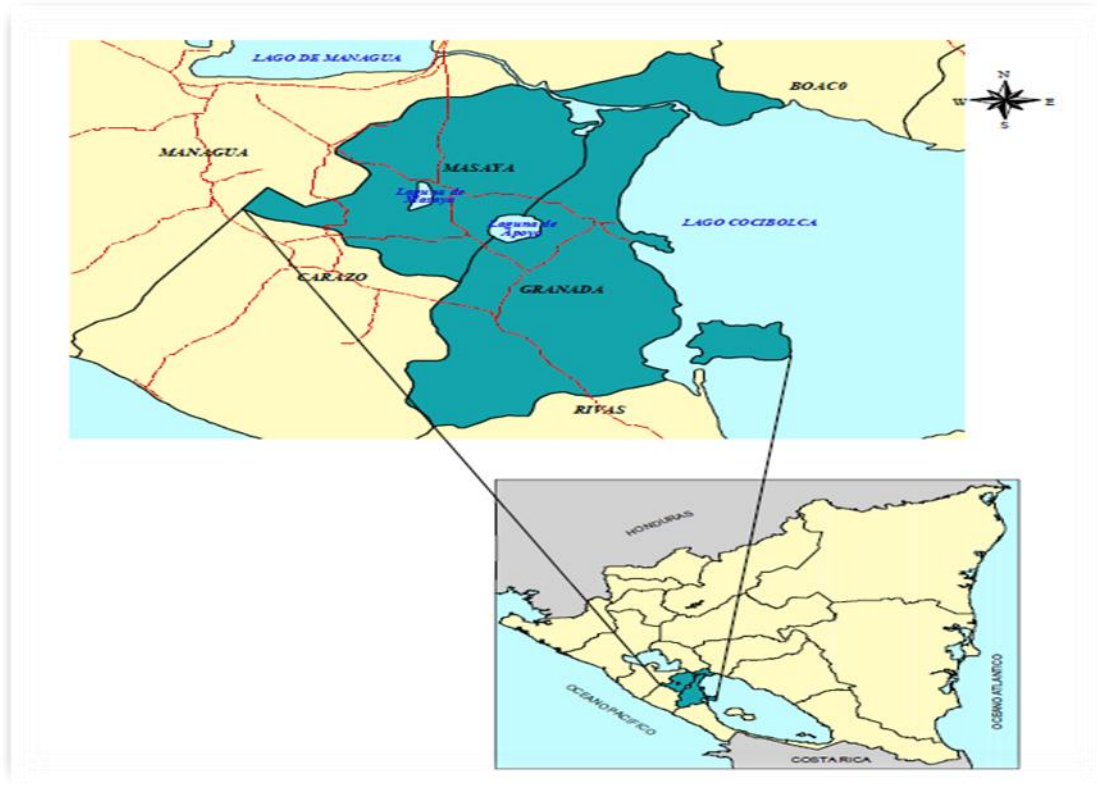 LAGO DE MANAGUA
BOACO
N
W
E
S
MANAGUA
MASAYA
Laguna de
Masaya
Laguna de
Apoyo
LAGO COCIBOLCA
CARAZO
GRANADA
RIVAS
HONDURAS
OCEANO PACIFICO
OCEANO ATLANTICO
COSTA RICA